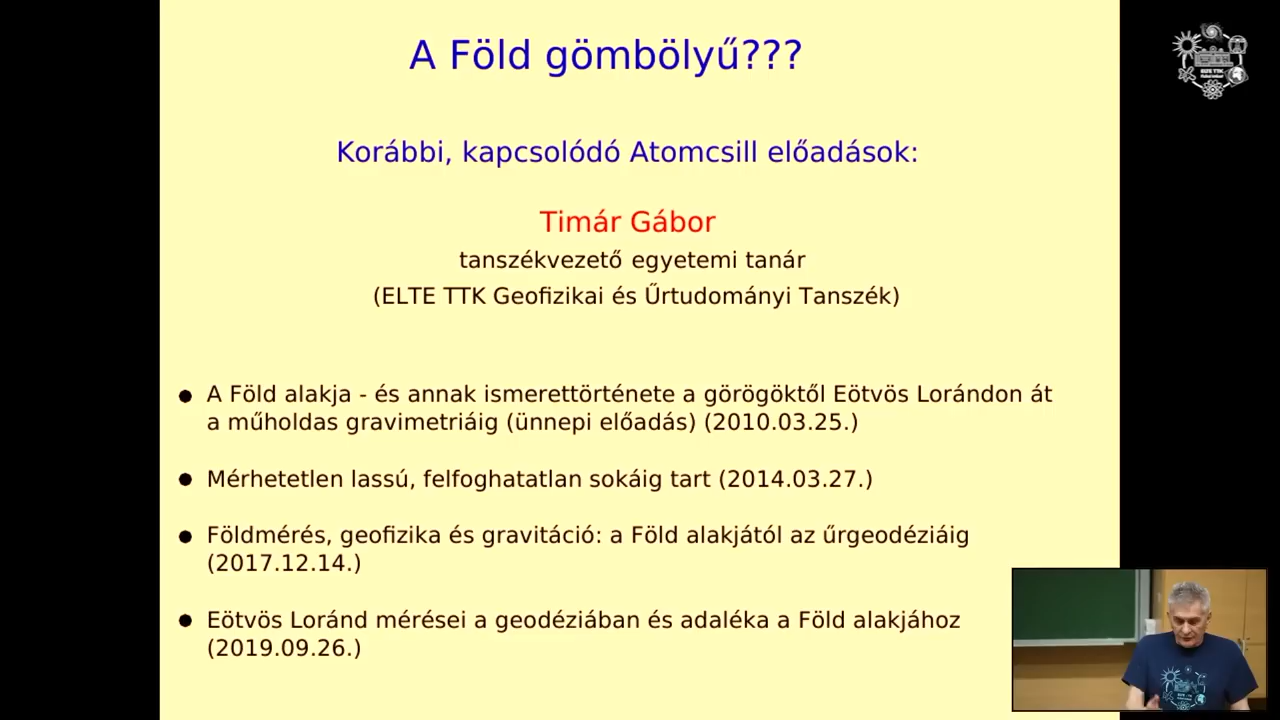 A Föld gömbölyű???
Korábbi, kapcsolódó Atomcsill előadások:
Timár Gábor
tanszékvezető egyetemi tanár
(ELTE TTK Geofizikai és Űrtudományi Tanszék)
● A Föld alakja - és annak ismerettörténete a görögöktől Eötvös Lorándon át
a műholdas gravimetriáig (ünnepi előadás) (2010.03.25.)
● Mérhetetlen lassú, felfoghatatlan sokáig tart (2014.03.27.)
● Földmérés, geofizika és gravitáció: a Föld alakjától az űrgeodéziáig
(2017.12.14.)
● Eötvös Loránd mérései a geodéziában és adaléka a Föld alakjához
(2019.09.26.)
ELTE TTK